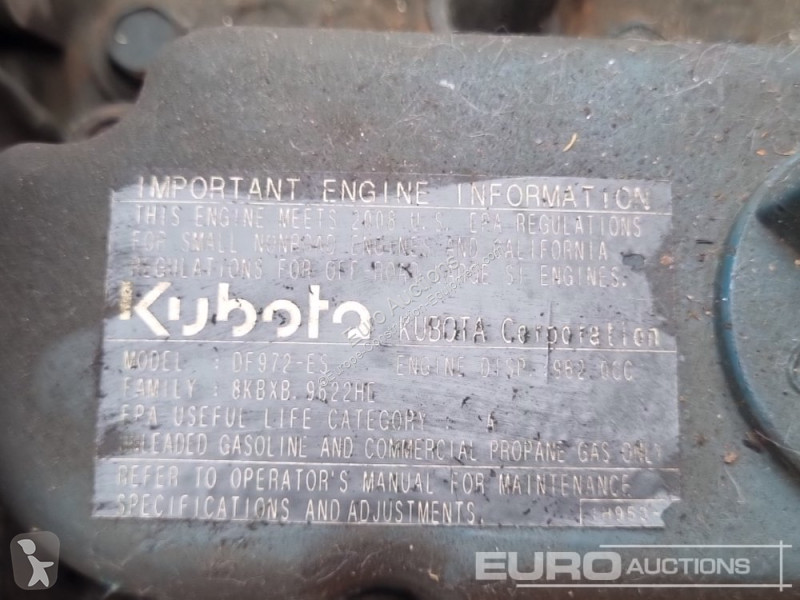 IMPORTANT ENGINE INFORMATION
THIS ENGINE MEETS 2008 U.S. EPA REGULATIONS
FOR SMALL NONROAD ENGINES AND CALIFORNIA
REGULATIONS FOR OFF ROAD LARGE SI ENGINES.
Kubota KUBOTA Corporation
MODEL : DF972-ES ENGINE DISP. 962.0CC
FAMILY : 8KBXB.9622HD
EPA USEFUL LIFE CATEGORY : A
UNLEADED GASOLINE AND COMMERCIAL PROPANE GAS ONLY
REFER TO OPERATOR'S MANUAL FOR MAINTENANCE
SPECIFICATIONS AND ADJUSTMENTS.
EURO AUCTIONS